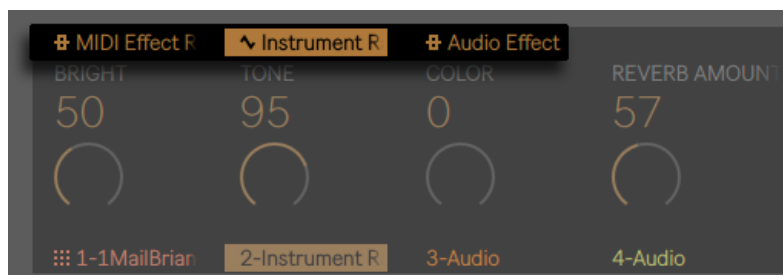 MIDI Effect R Instrument R Audio Effect
BRIGHT TONE COLOR REVERB AMOUNT
50 95 0 57
1-1MailBrian 2-Instrument R 3-Audio 4-Audio